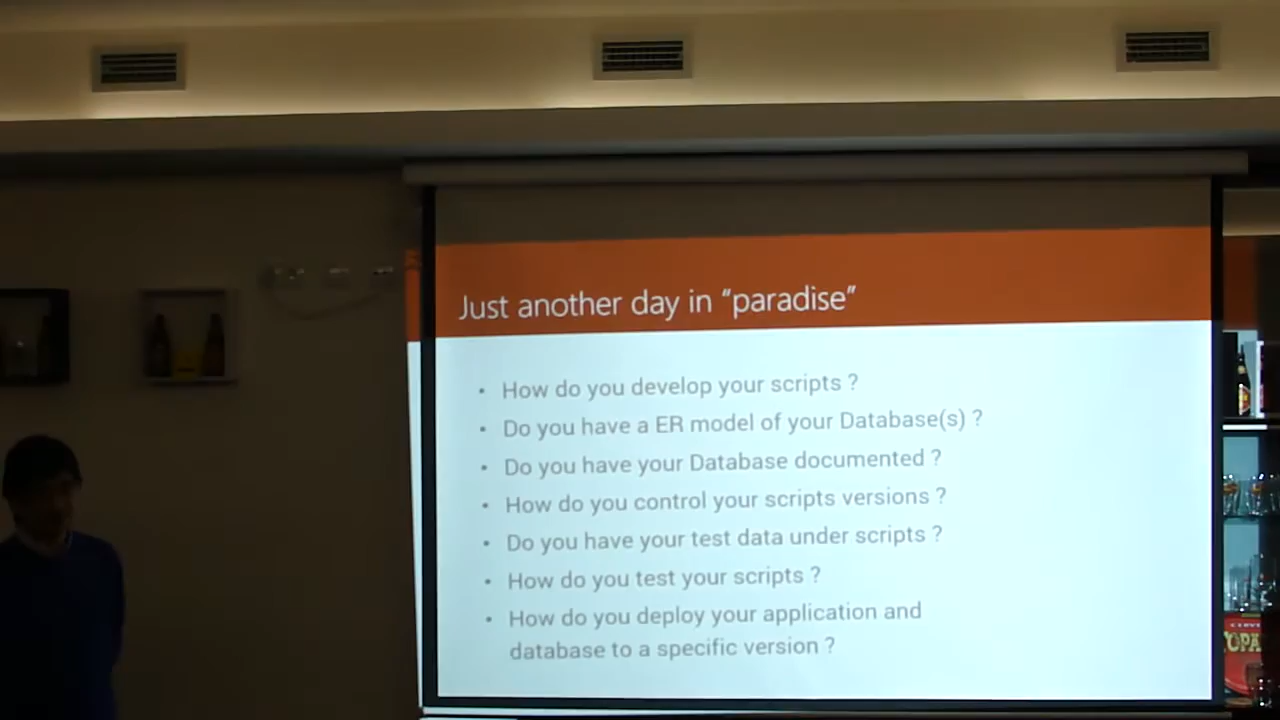 Just another day in “paradise”
• How do you develop your scripts ?
• Do you have a ER model of your Database(s) ?
• Do you have your Database documented ?
• How do you control your scripts versions ?
• Do you have your test data under scripts ?
• How do you test your scripts ?
• How do you deploy your application and
database to a specific version ?